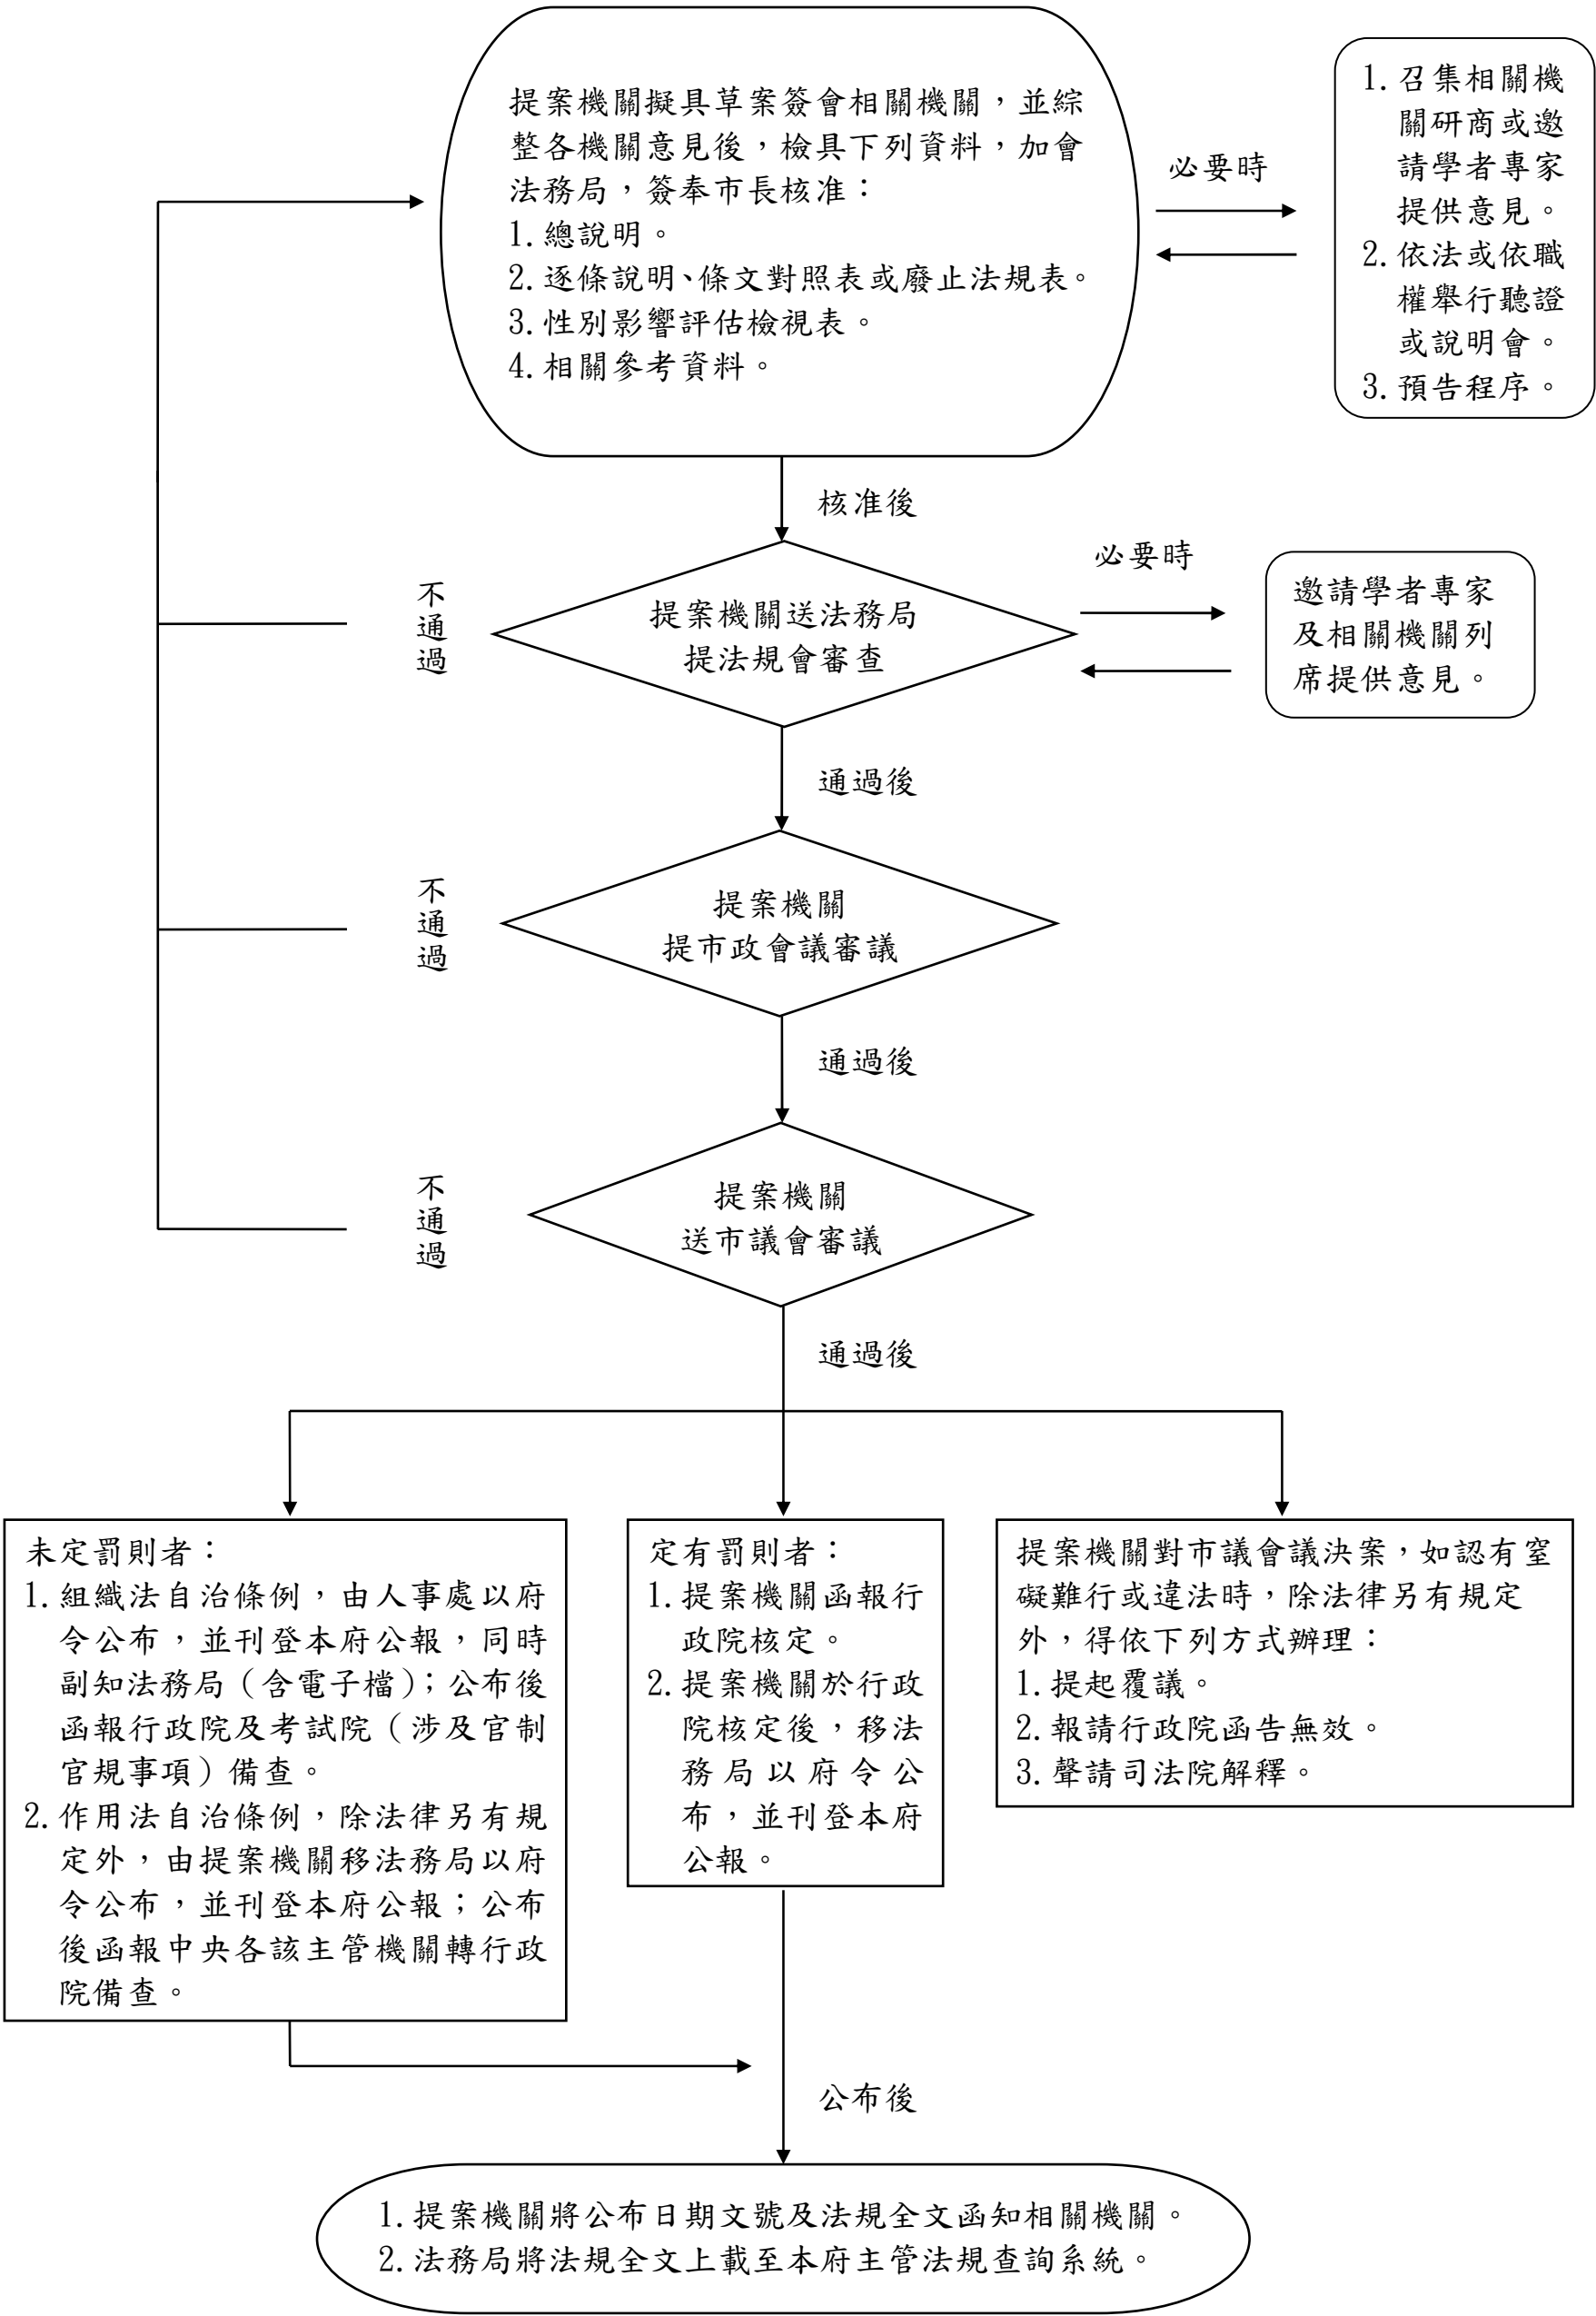 提案機關擬具草案簽會相關機關，並綜
整各機關意見後，檢具下列資料，加會
法務局，簽奉市長核准：
1.總說明。
2.逐條說明、條文對照表或廢止法規表。
3.性別影響評估檢視表。
4.相關參考資料。
必要時
1.召集相關機
關研商或邀
請學者專家
提供意見。
2.依法或依職
權舉行聽證
或說明會。
3.預告程序。
核准後
不通過
提案機關送法務局
提法規會審查
必要時
邀請學者專家
及相關機關列
席提供意見。
通過後
不通過
提案機關
提市政會議審議
通過後
不通過
提案機關
送市議會審議
通過後
未定罰則者：
1.組織法自治條例，由人事處以府
令公布，並刊登本府公報，同時
副知法務局（含電子檔）；公布後
函報行政院及考試院（涉及官制
官規事項）備查。
2.作用法自治條例，除法律另有規
定外，由提案機關移法務局以府
令公布，並刊登本府公報；公布
後函報中央各該主管機關轉行政
院備查。
定有罰則者：
1.提案機關函報行
政院核定。
2.提案機關於行政
院核定後，移法
務局以府令公
布，並刊登本府
公報。
提案機關對市議會議決案，如認有窒
礙難行或違法時，除法律另有規定
外，得依下列方式辦理：
1.提起覆議。
2.報請行政院函告無效。
3.聲請司法院解釋。
公布後
1.提案機關將公布日期文號及法規全文函知相關機關。
2.法務局將法規全文上載至本府主管法規查詢系統。